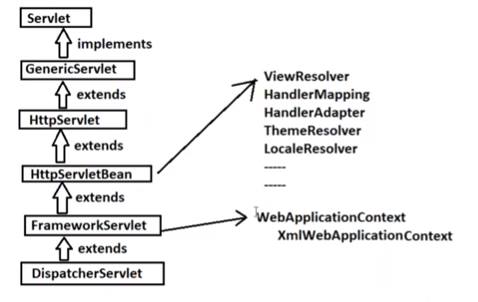 Servlet
implements
GenericServlet
extends
HttpServlet
extends
HttpServletBean
extends
FrameworkServlet
extends
DispatcherServlet
ViewResolver
HandlerMapping
HandlerAdapter
ThemeResolver
LocaleResolver
-----
-----
WebApplicationContext
XmlWebApplicationContext